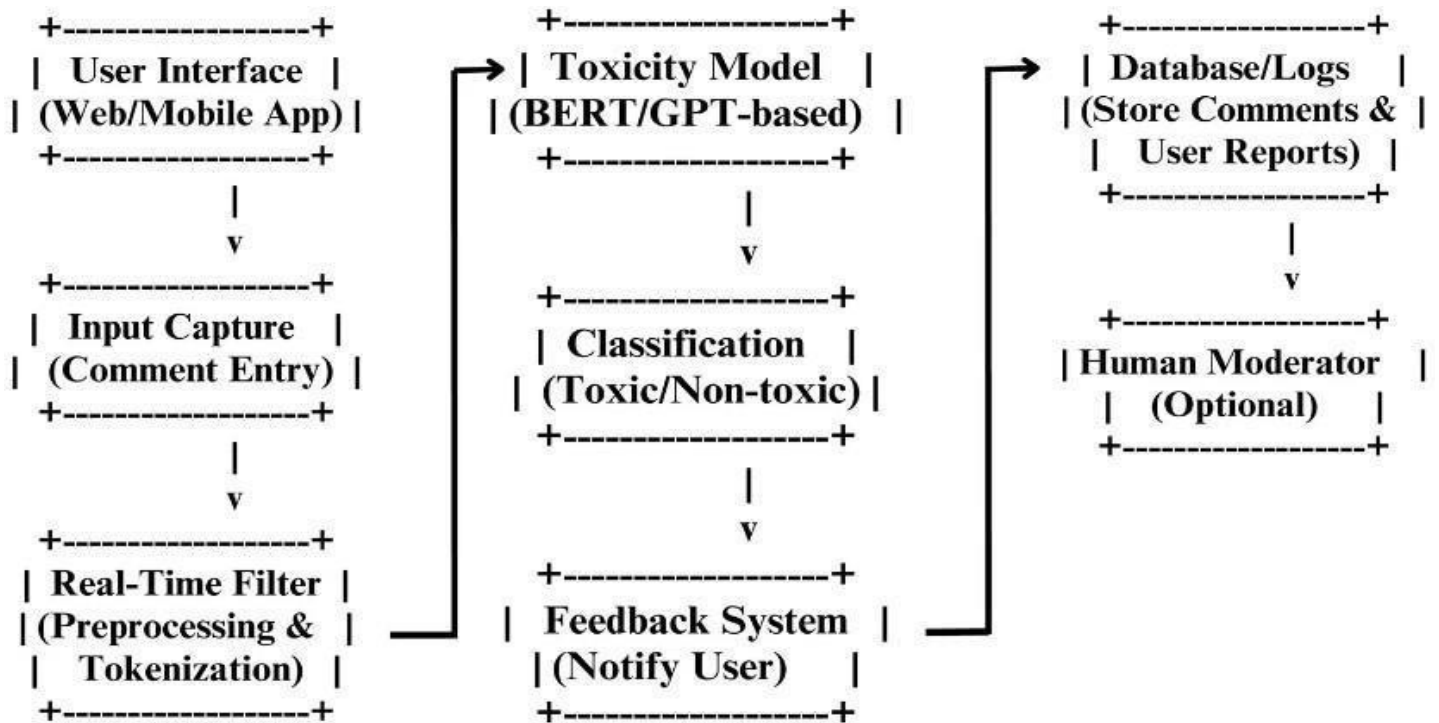 +-------------------+
| User Interface |
| (Web/Mobile App) |
+-------------------+
|
v
+-------------------+
| Input Capture |
| (Comment Entry) |
+-------------------+
|
v
+-------------------+
| Real-Time Filter |
| (Preprocessing & |
| Tokenization) |
+-------------------+
+-------------------+
| Toxicity Model |
| (BERT/GPT-based) |
+-------------------+
|
v
+-------------------+
| Classification |
| (Toxic/Non-toxic) |
+-------------------+
|
v
+-------------------+
| Feedback System |
| (Notify User) |
+-------------------+
+-------------------+
| Database/Logs |
| (Store Comments & |
| User Reports) |
+-------------------+
|
v
+-------------------+
| Human Moderator |
| (Optional) |
+-------------------+